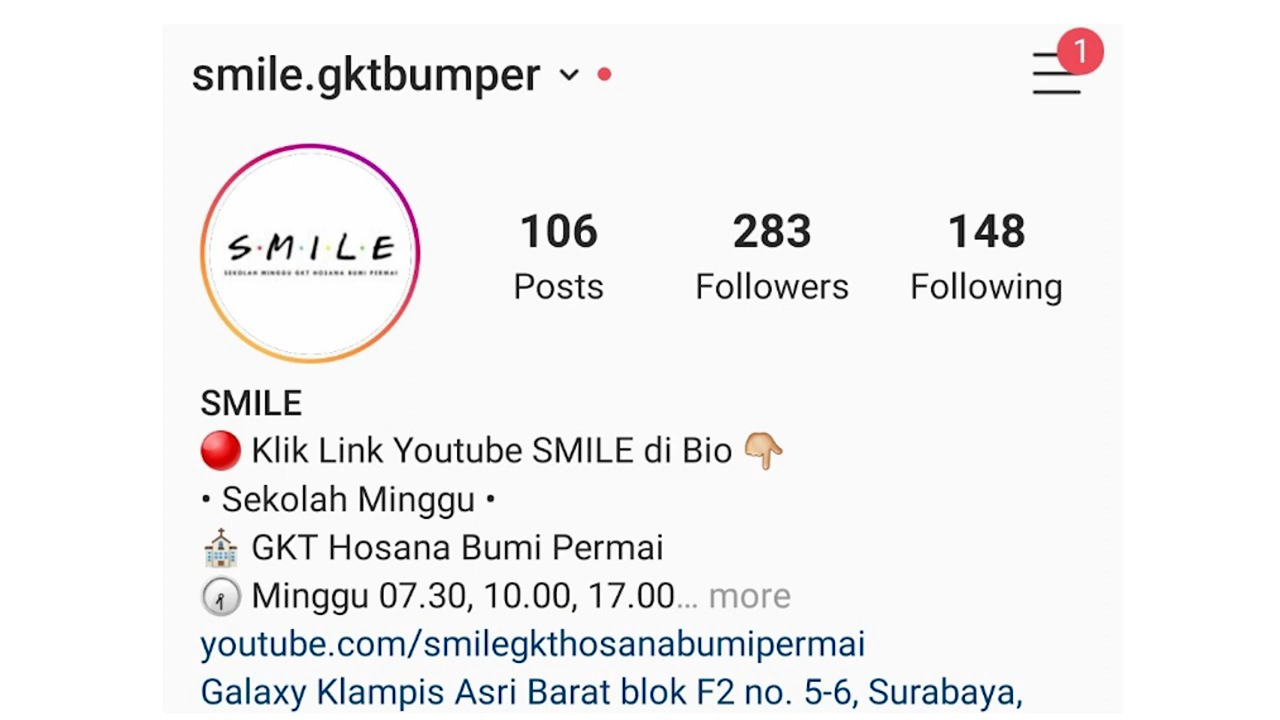 smile.gktbumper
1
S·M·I·L·E
SEKOLAH MINGGU GKT HOSANA BUMI PERMAI
106 283 148
Posts Followers Following
SMILE
🔴 Klik Link Youtube SMILE di Bio 👇🏼
• Sekolah Minggu •
⛪ GKT Hosana Bumi Permai
🕢 Minggu 07.30, 10.00, 17.00... more
youtube.com/smilegkthosanabumipermai
Galaxy Klampis Asri Barat blok F2 no. 5-6, Surabaya,